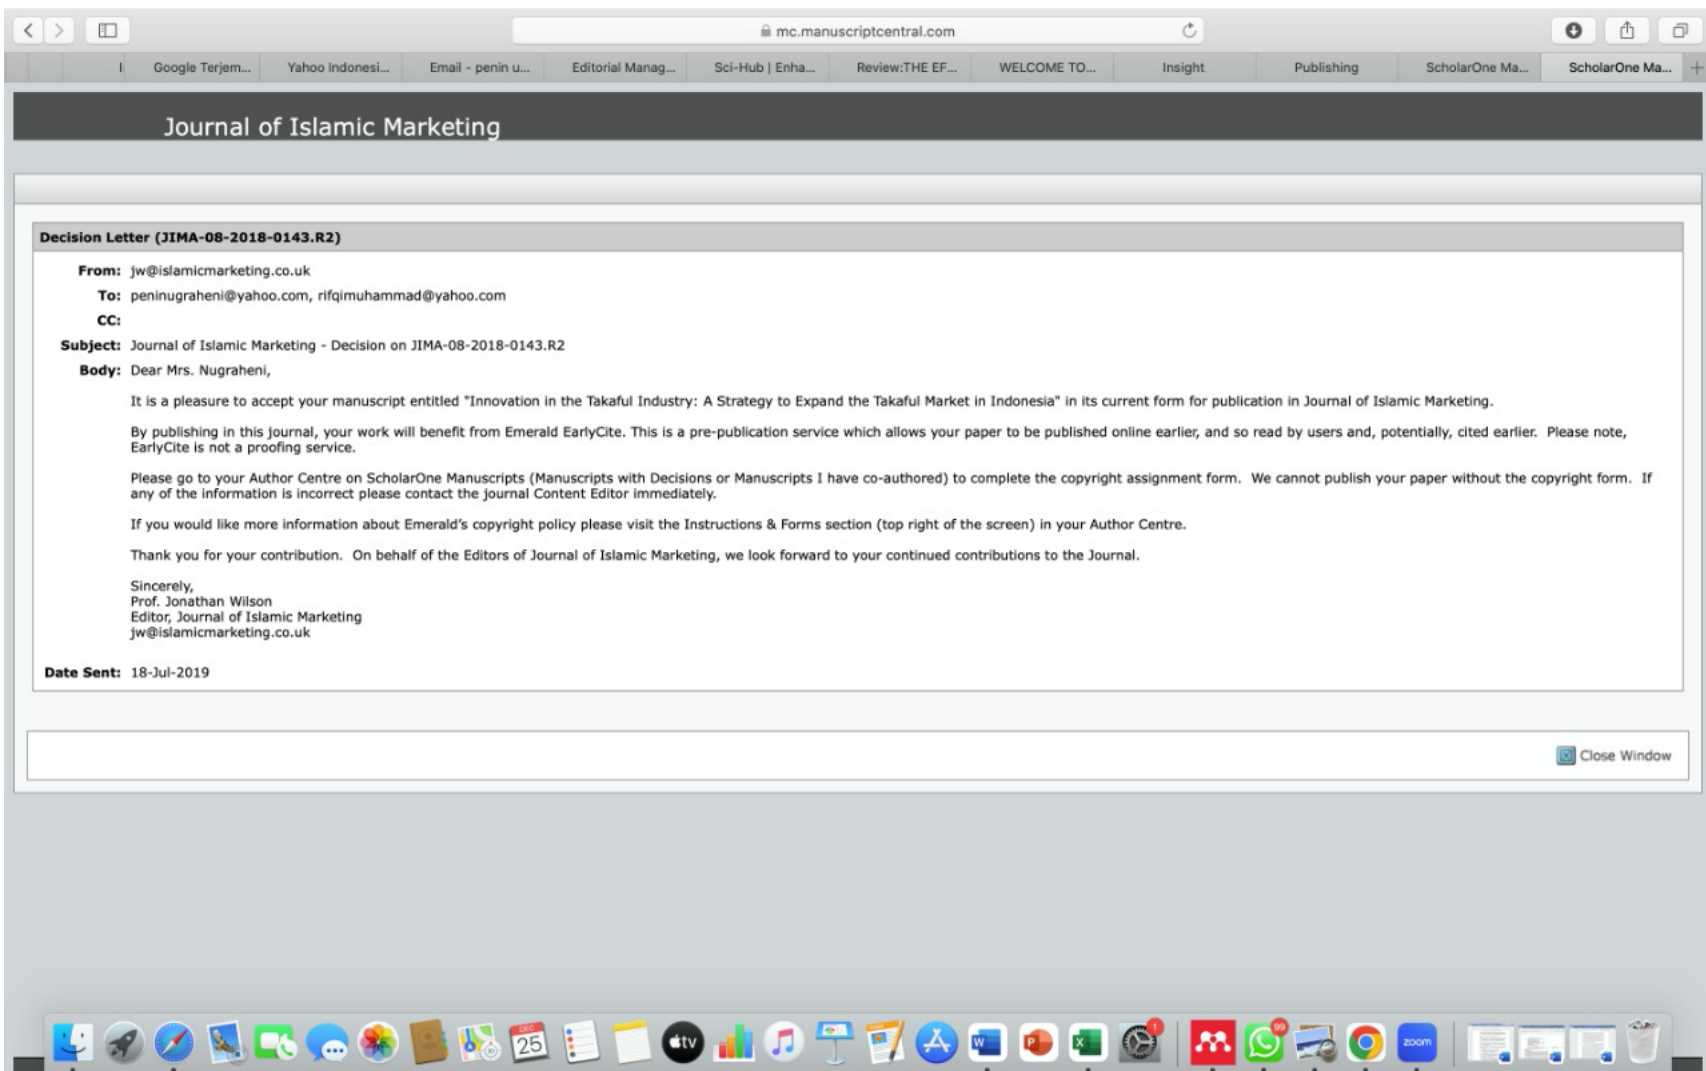 mc.manuscriptcentral.com
Google Terjem... Yahoo Indonesi... Email - penin u... Editorial Manag... Sci-Hub | Enha... Review:THE EF... WELCOME TO... Insight Publishing ScholarOne Ma... ScholarOne Ma...
Journal of Islamic Marketing
Decision Letter (JIMA-08-2018-0143.R2)
From: jw@islamicmarketing.co.uk
To: peninugraheni@yahoo.com, rifqimuhammad@yahoo.com
CC:
Subject: Journal of Islamic Marketing - Decision on JIMA-08-2018-0143.R2
Body: Dear Mrs. Nugraheni,
It is a pleasure to accept your manuscript entitled "Innovation in the Takaful Industry: A Strategy to Expand the Takaful Market in Indonesia" in its current form for publication in Journal of Islamic Marketing.
By publishing in this journal, your work will benefit from Emerald EarlyCite. This is a pre-publication service which allows your paper to be published online earlier, and so read by users and, potentially, cited earlier. Please note,
EarlyCite is not a proofing service.
Please go to your Author Centre on ScholarOne Manuscripts (Manuscripts with Decisions or Manuscripts I have co-authored) to complete the copyright assignment form. We cannot publish your paper without the copyright form. If
any of the information is incorrect please contact the journal Content Editor immediately.
If you would like more information about Emerald's copyright policy please visit the Instructions & Forms section (top right of the screen) in your Author Centre.
Thank you for your contribution. On behalf of the Editors of Journal of Islamic Marketing, we look forward to your continued contributions to the Journal.
Sincerely,
Prof. Jonathan Wilson
Editor, Journal of Islamic Marketing
jw@islamicmarketing.co.uk
Date Sent: 18-Jul-2019
Close Window
DEC
25
tv
W
P
X
1
99
zoom